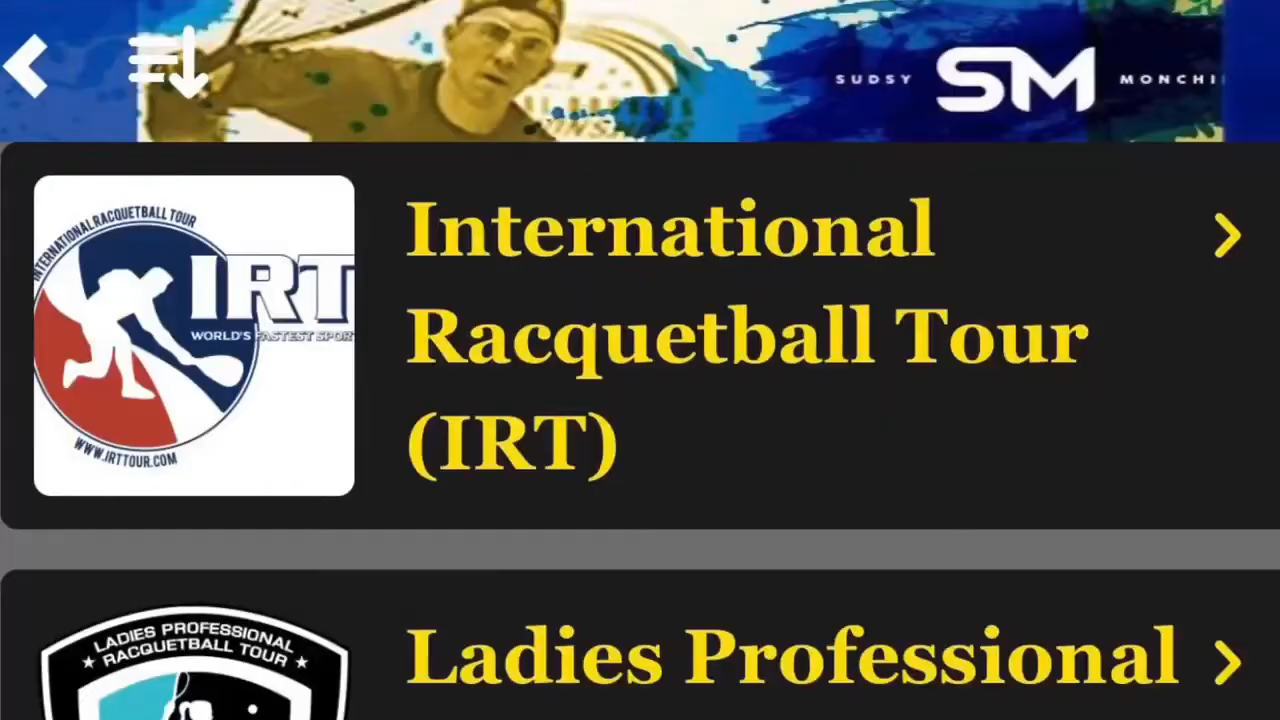 SUDSY SM MONCHI
INTERNATIONAL RACQUETBALL TOUR
IRT
WORLD'S FASTEST SPORT
WWW.IRTTOUR.COM
International
Racquetball Tour
(IRT)
LADIES PROFESSIONAL
RACQUETBALL TOUR
Ladies Professional